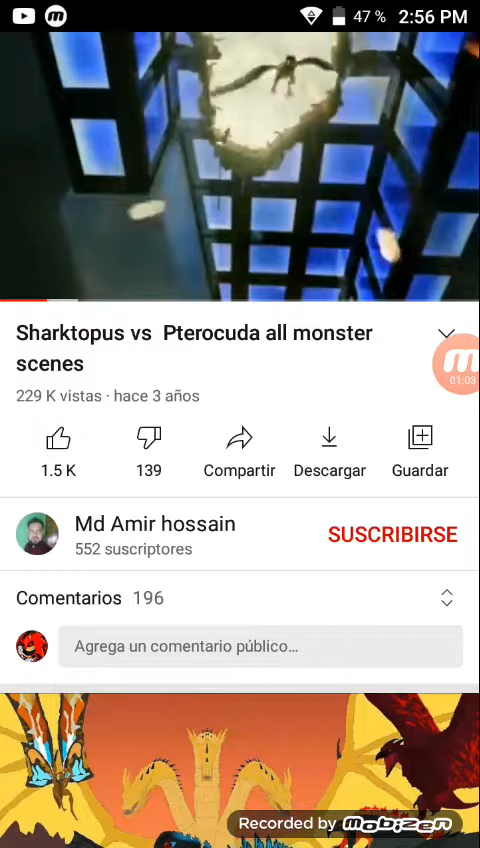 47 % 2:56 PM
Sharktopus vs Pterocuda all monster
scenes
01:03
229 K vistas · hace 3 años
1.5 K 139 Compartir Descargar Guardar
Md Amir hossain
552 suscriptores
SUSCRIBIRSE
Comentarios 196
Agrega un comentario público...
Recorded by mobizen